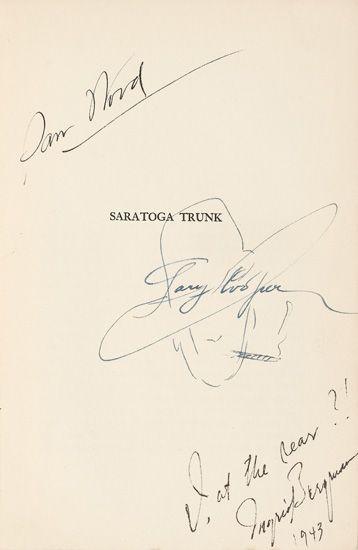 Sam Wood
SARATOGA TRUNK
Gary Cooper
I, at the rear ?!
Ingrid Bergman
1943